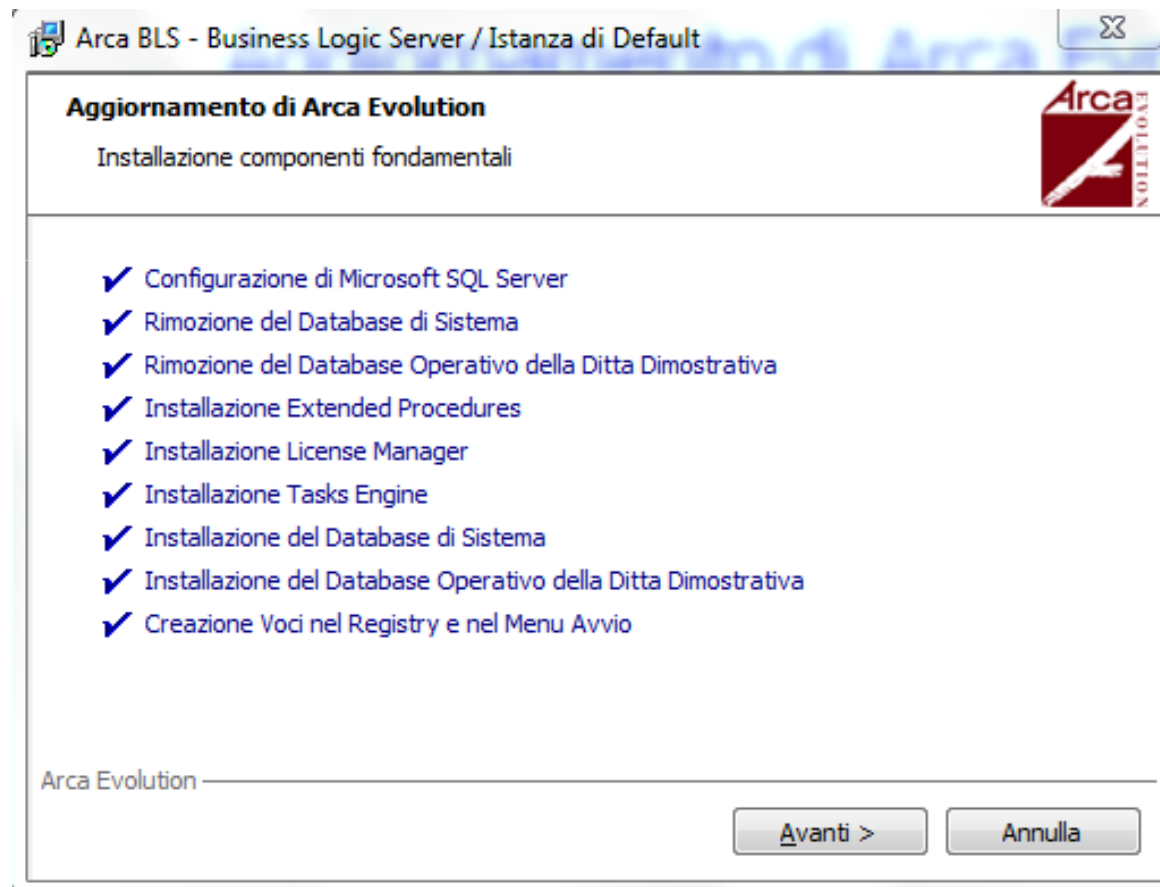 Arca BLS - Business Logic Server / Istanza di Default
Aggiornamento di Arca Evolution
Installazione componenti fondamentali
Arca
EVOLUTION
Configurazione di Microsoft SQL Server
Rimozione del Database di Sistema
Rimozione del Database Operativo della Ditta Dimostrativa
Installazione Extended Procedures
Installazione License Manager
Installazione Tasks Engine
Installazione del Database di Sistema
Installazione del Database Operativo della Ditta Dimostrativa
Creazione Voci nel Registry e nel Menu Avvio
Arca Evolution
Avanti >
Annulla